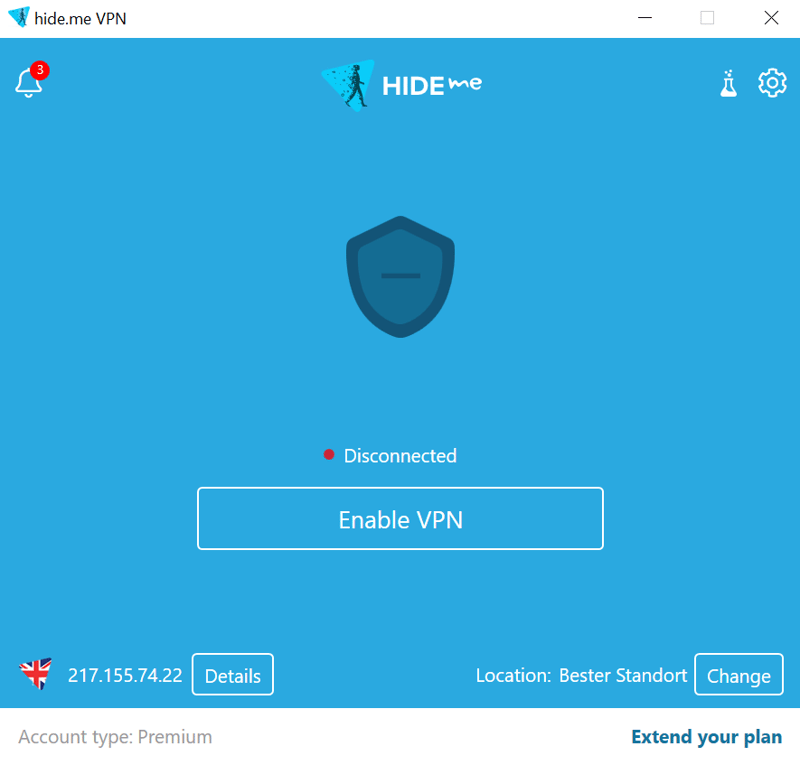 hide.me VPN
3
HIDE me
Disconnected
Enable VPN
217.155.74.22 Details Location: Bester Standort Change
Account type: Premium Extend your plan